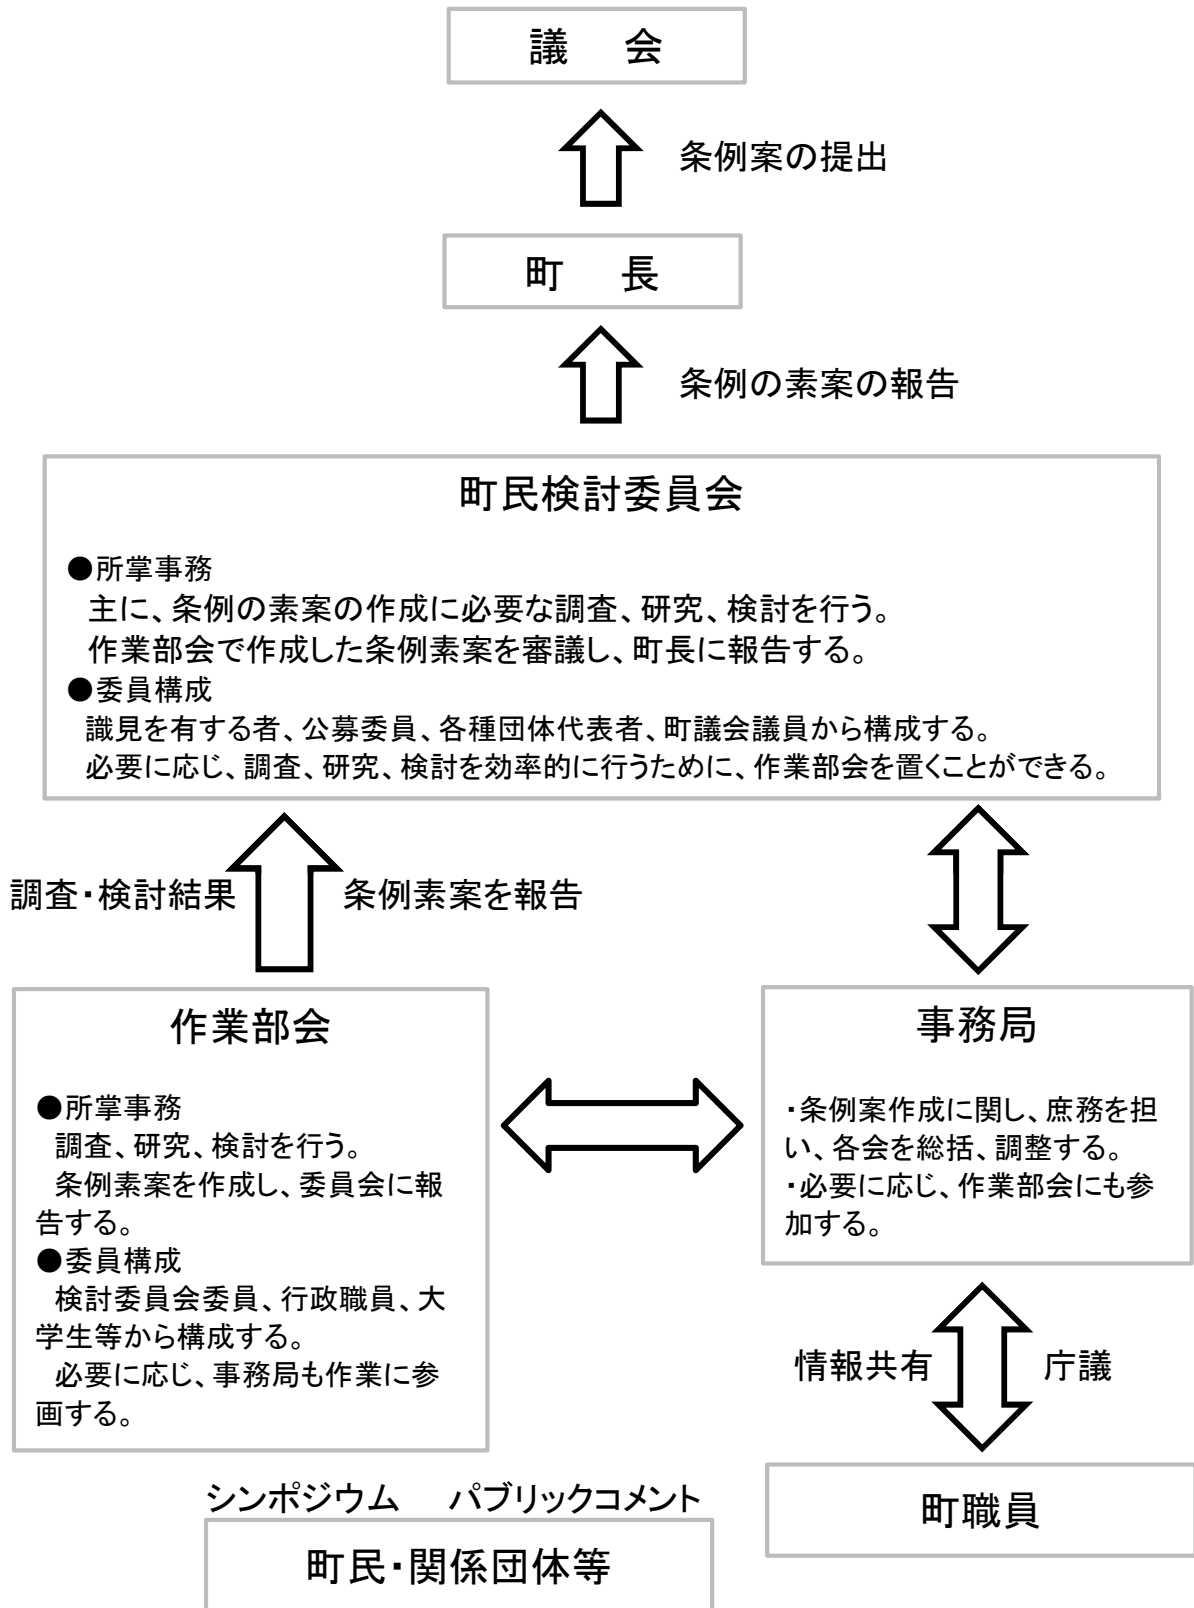 議　会
条例案の提出
町　長
条例の素案の報告
町民検討委員会
●所掌事務
主に、条例の素案の作成に必要な調査、研究、検討を行う。
作業部会で作成した条例素案を審議し、町長に報告する。
●委員構成
識見を有する者、公募委員、各種団体代表者、町議会議員から構成する。
必要に応じ、調査、研究、検討を効率的に行うために、作業部会を置くことができる。
調査・検討結果
条例素案を報告
作業部会
●所掌事務
調査、研究、検討を行う。
条例素案を作成し、委員会に報
告する。
●委員構成
検討委員会委員、行政職員、大
学生等から構成する。
必要に応じ、事務局も作業に参
画する。
事務局
・条例案作成に関し、庶務を担
い、各会を総括、調整する。
・必要に応じ、作業部会にも参
加する。
情報共有
庁議
町職員
シンポジウム　パブリックコメント
町民・関係団体等